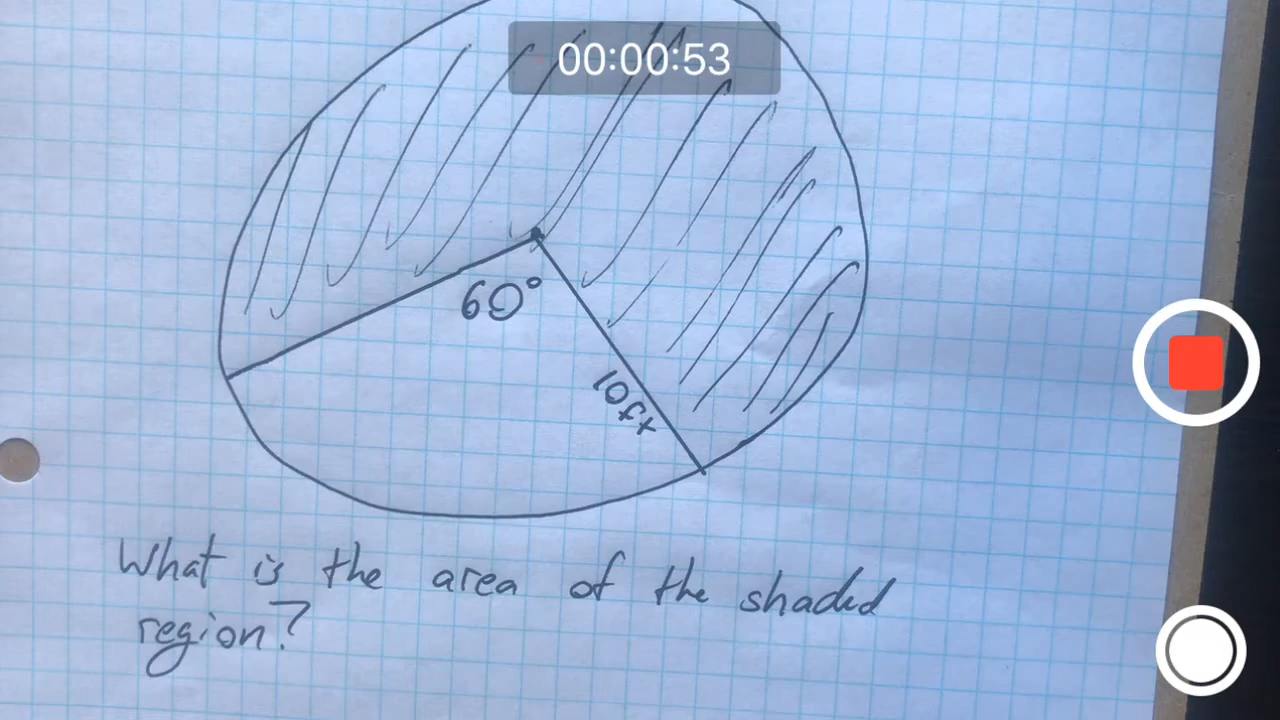 00:00:53
60°
10ft
What is the area of the shaded
region?